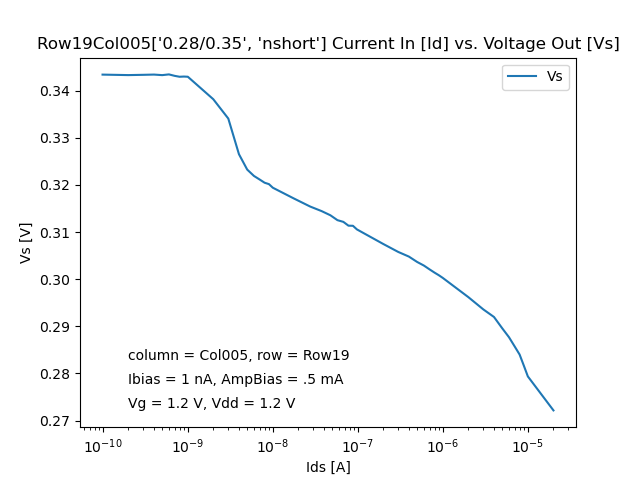 Row19Col005['0.28/0.35', 'nshort'] Current In [Id] vs. Voltage Out [Vs]
Vs
0.34
0.33
0.32
0.31
0.30
0.29
0.28
0.27
Vs [V]
column = Col005, row = Row19
Ibias = 1 nA, AmpBias = .5 mA
Vg = 1.2 V, Vdd = 1.2 V
10⁻¹⁰ 10⁻⁹ 10⁻⁸ 10⁻⁷ 10⁻⁶ 10⁻⁵
Ids [A]